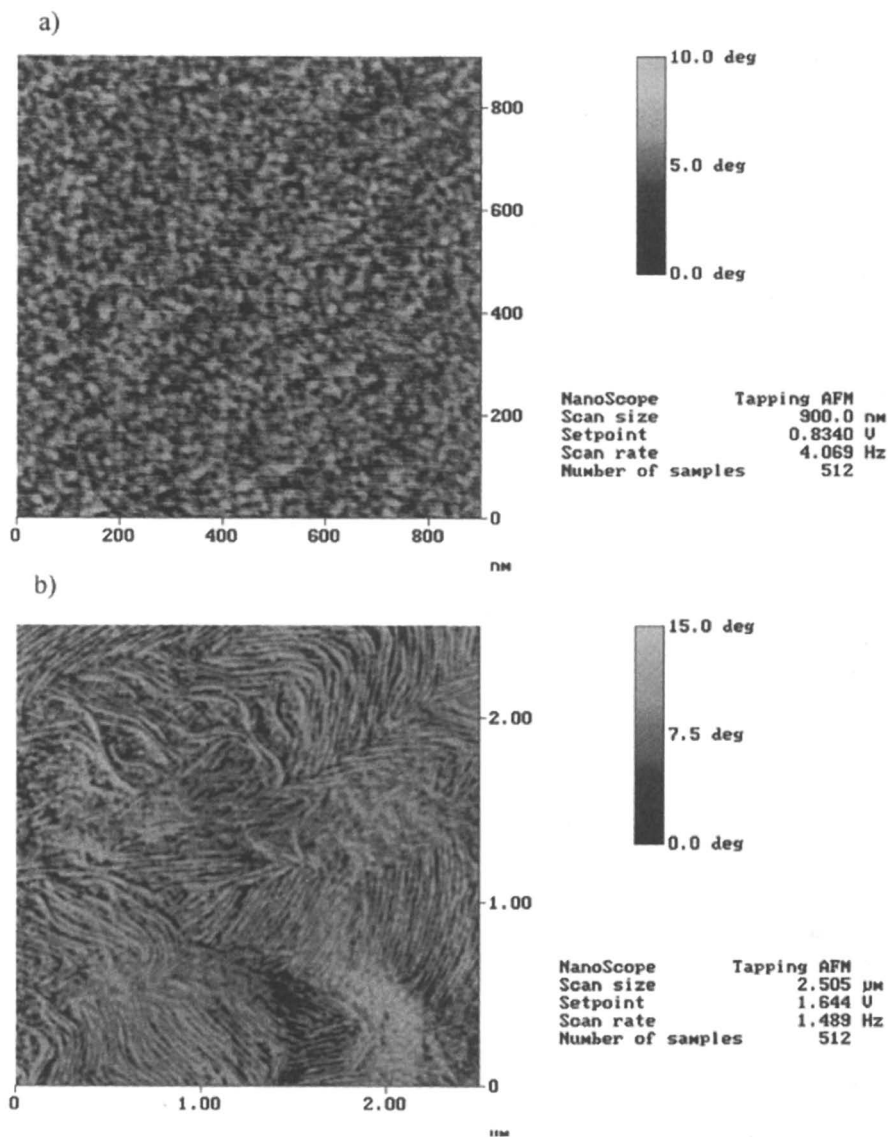 a)
10.0 deg
5.0 deg
0.0 deg
800
600
400
200
0
0 200 400 600 800
nM
NanoScope Tapping AFM
Scan size 900.0 nM
Setpoint 0.8340 V
Scan rate 4.069 Hz
Number of samples 512
b)
15.0 deg
7.5 deg
0.0 deg
2.00
1.00
0
0 1.00 2.00
µM
NanoScope Tapping AFM
Scan size 2.505 µM
Setpoint 1.644 V
Scan rate 1.489 Hz
Number of samples 512